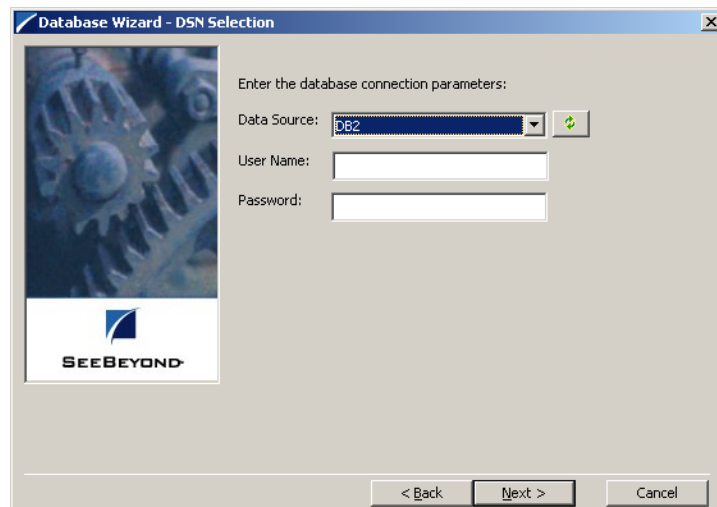 Database Wizard - DSN Selection
Enter the database connection parameters:
Data Source: DB2
User Name:
Password:
SEEBEYOND
< Back Next > Cancel